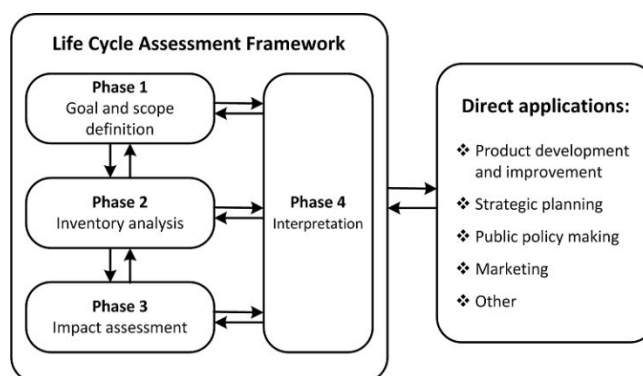 Life Cycle Assessment Framework
Phase 1
Goal and scope
definition
Phase 2
Inventory analysis
Phase 3
Impact assessment
Phase 4
Interpretation
Direct applications:
❖ Product development
and improvement
❖ Strategic planning
❖ Public policy making
❖ Marketing
❖ Other